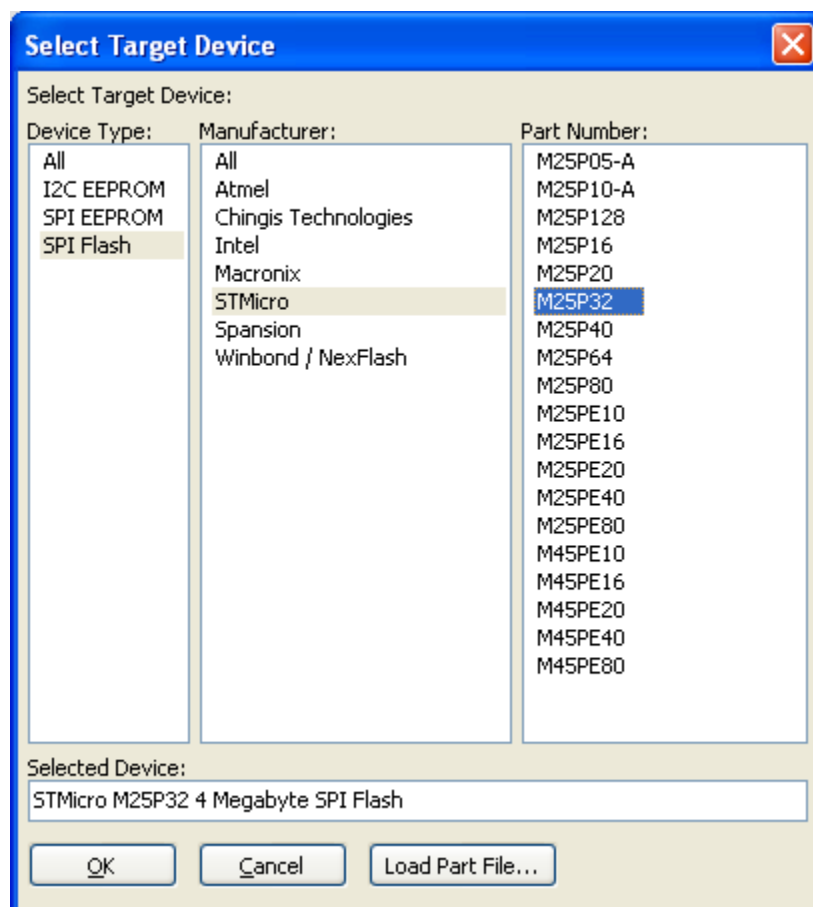 Select Target Device
Select Target Device:
Device Type:
All
I2C EEPROM
SPI EEPROM
SPI Flash
Manufacturer:
All
Atmel
Chingis Technologies
Intel
Macronix
STMicro
Spansion
Winbond / NexFlash
Part Number:
M25P05-A
M25P10-A
M25P128
M25P16
M25P20
M25P32
M25P40
M25P64
M25P80
M25PE10
M25PE16
M25PE20
M25PE40
M25PE80
M45PE10
M45PE16
M45PE20
M45PE40
M45PE80
Selected Device:
STMicro M25P32 4 Megabyte SPI Flash
OK
Cancel
Load Part File...